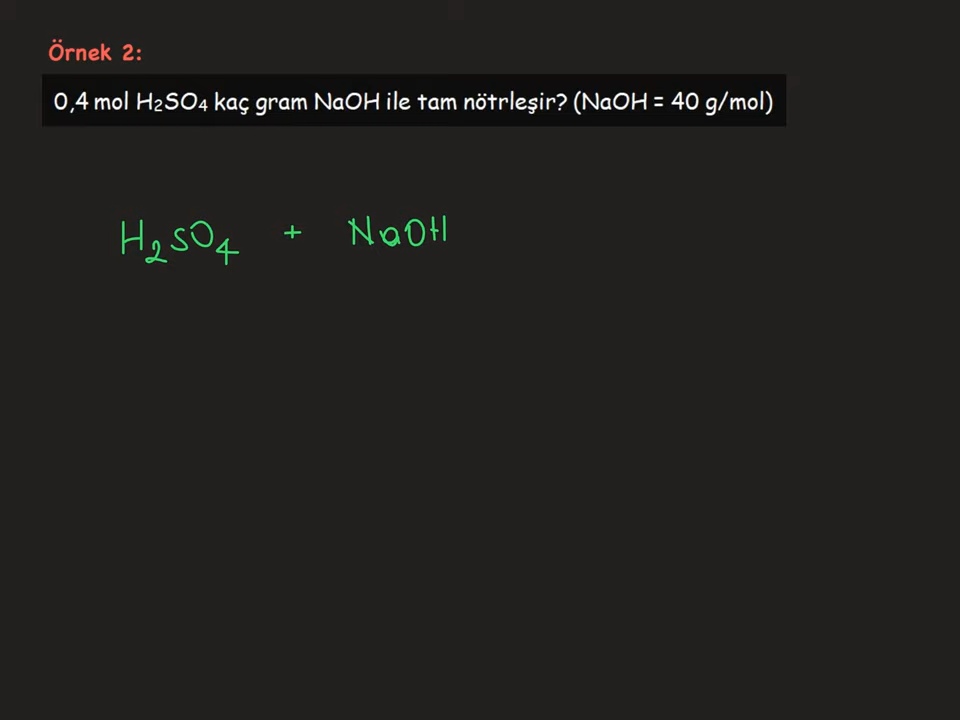 Örnek 2:
0,4 mol H₂SO₄ kaç gram NaOH ile tam nötrleşir? (NaOH = 40 g/mol)
H₂SO₄ + NaOH